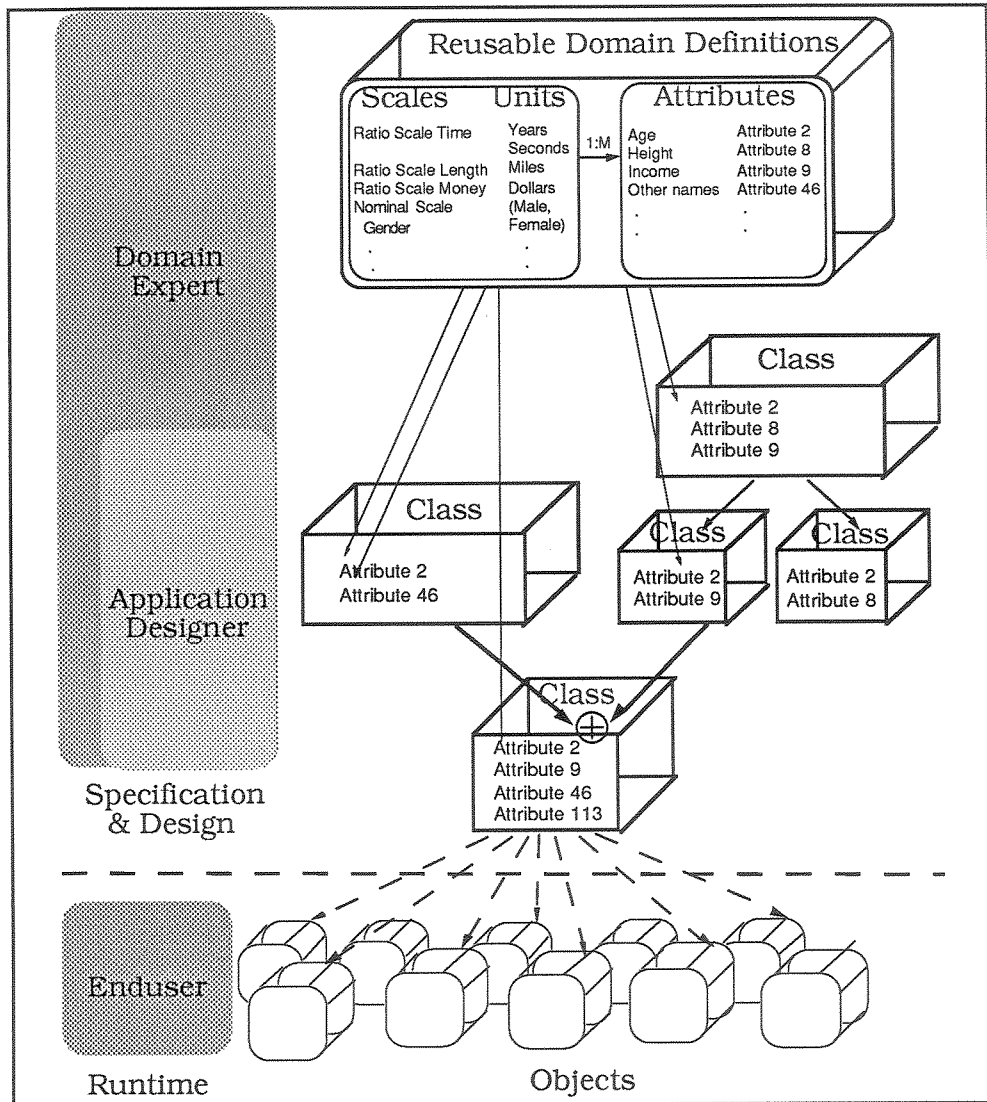 Reusable Domain Definitions
Scales Units Attributes
Ratio Scale Time Years Age Attribute 2
Seconds 1:M Height Attribute 8
Ratio Scale Length Miles Income Attribute 9
Ratio Scale Money Dollars Other names Attribute 46
Nominal Scale (Male,
Gender Female)
Domain
Expert
Class
Attribute 2
Attribute 8
Attribute 9
Class
Attribute 2
Attribute 46
Class
Attribute 2
Attribute 9
Class
Attribute 2
Attribute 8
Application
Designer
Class
Attribute 2
Attribute 9
Attribute 46
Attribute 113
Specification
& Design
Enduser
Runtime
Objects